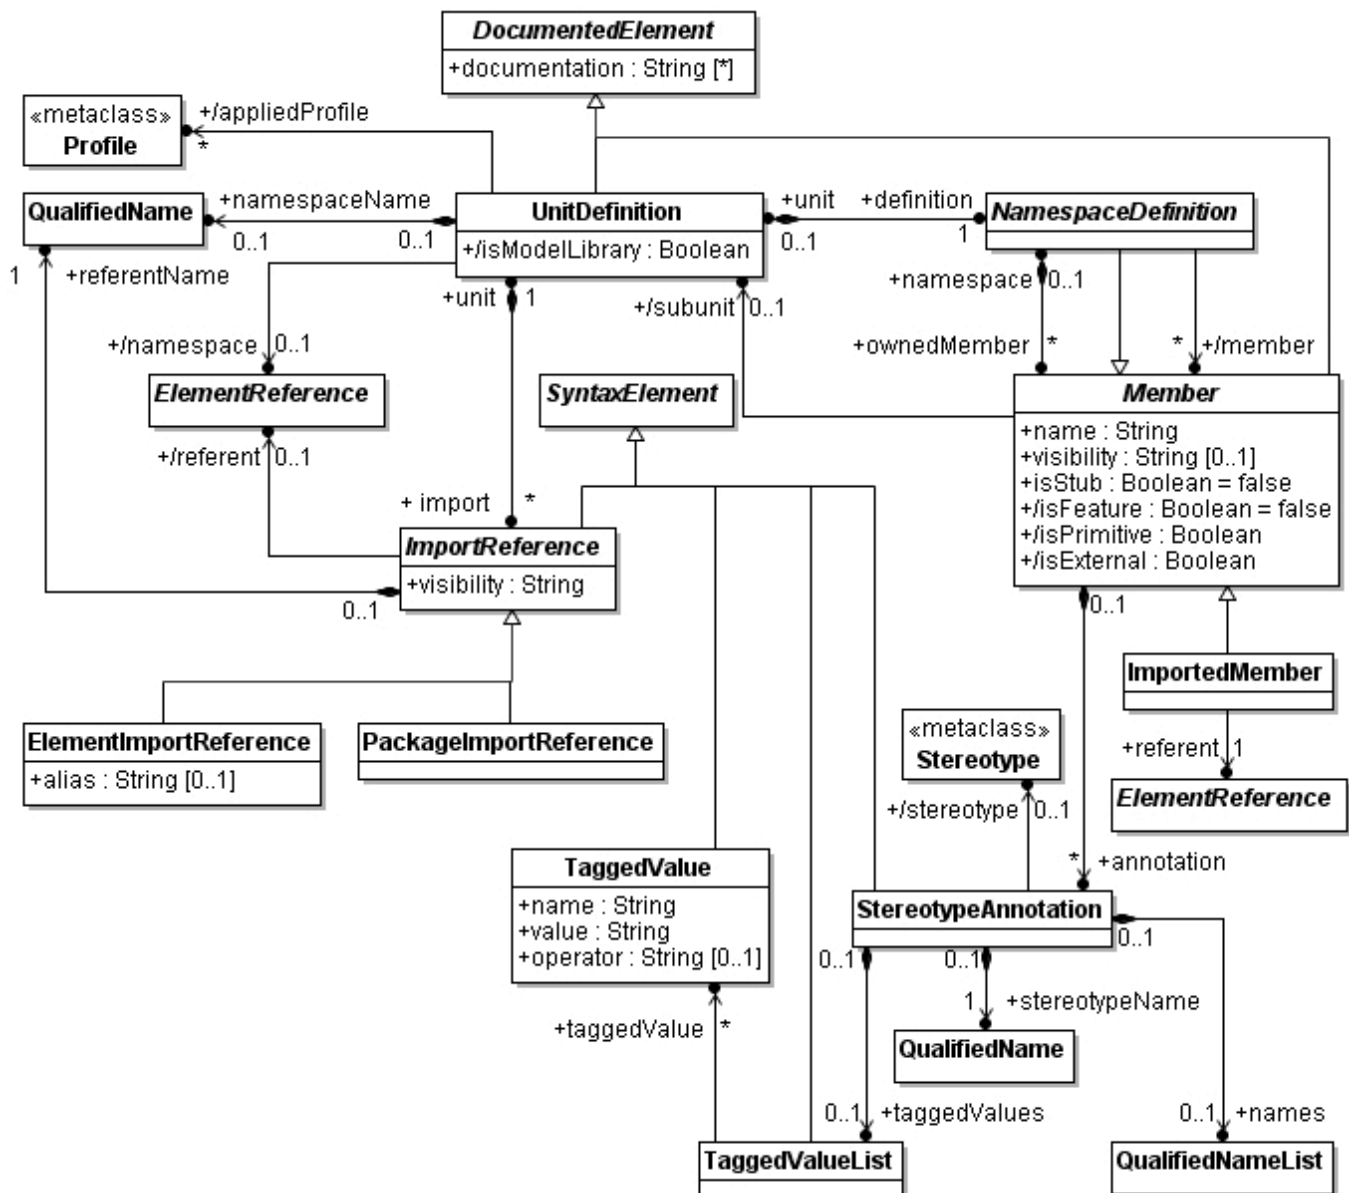 DocumentedElement
+documentation : String [*]
«metaclass»
Profile
+/appliedProfile
*
QualifiedName
+namespaceName
0..1
0..1
UnitDefinition
+/isModelLibrary : Boolean
+unit
+definition
0..1
1
NamespaceDefinition
1
+referentName
+unit
1
+/subunit
0..1
+namespace
0..1
+/namespace
0..1
+ownedMember
*
*
+/member
ElementReference
SyntaxElement
Member
+name : String
+visibility : String [0..1]
+isStub : Boolean = false
+/isFeature : Boolean = false
+/isPrimitive : Boolean
+/isExternal : Boolean
+/referent
0..1
+ import
*
ImportReference
+visibility : String
0..1
0..1
ImportedMember
ElementImportReference
+alias : String [0..1]
PackageImportReference
«metaclass»
Stereotype
+referent
1
ElementReference
+/stereotype
0..1
TaggedValue
+name : String
+value : String
+operator : String [0..1]
*
+annotation
StereotypeAnnotation
0..1
0..1
0..1
1
+stereotypeName
+taggedValue
*
QualifiedName
0..1
+taggedValues
0..1
+names
TaggedValueList
QualifiedNameList